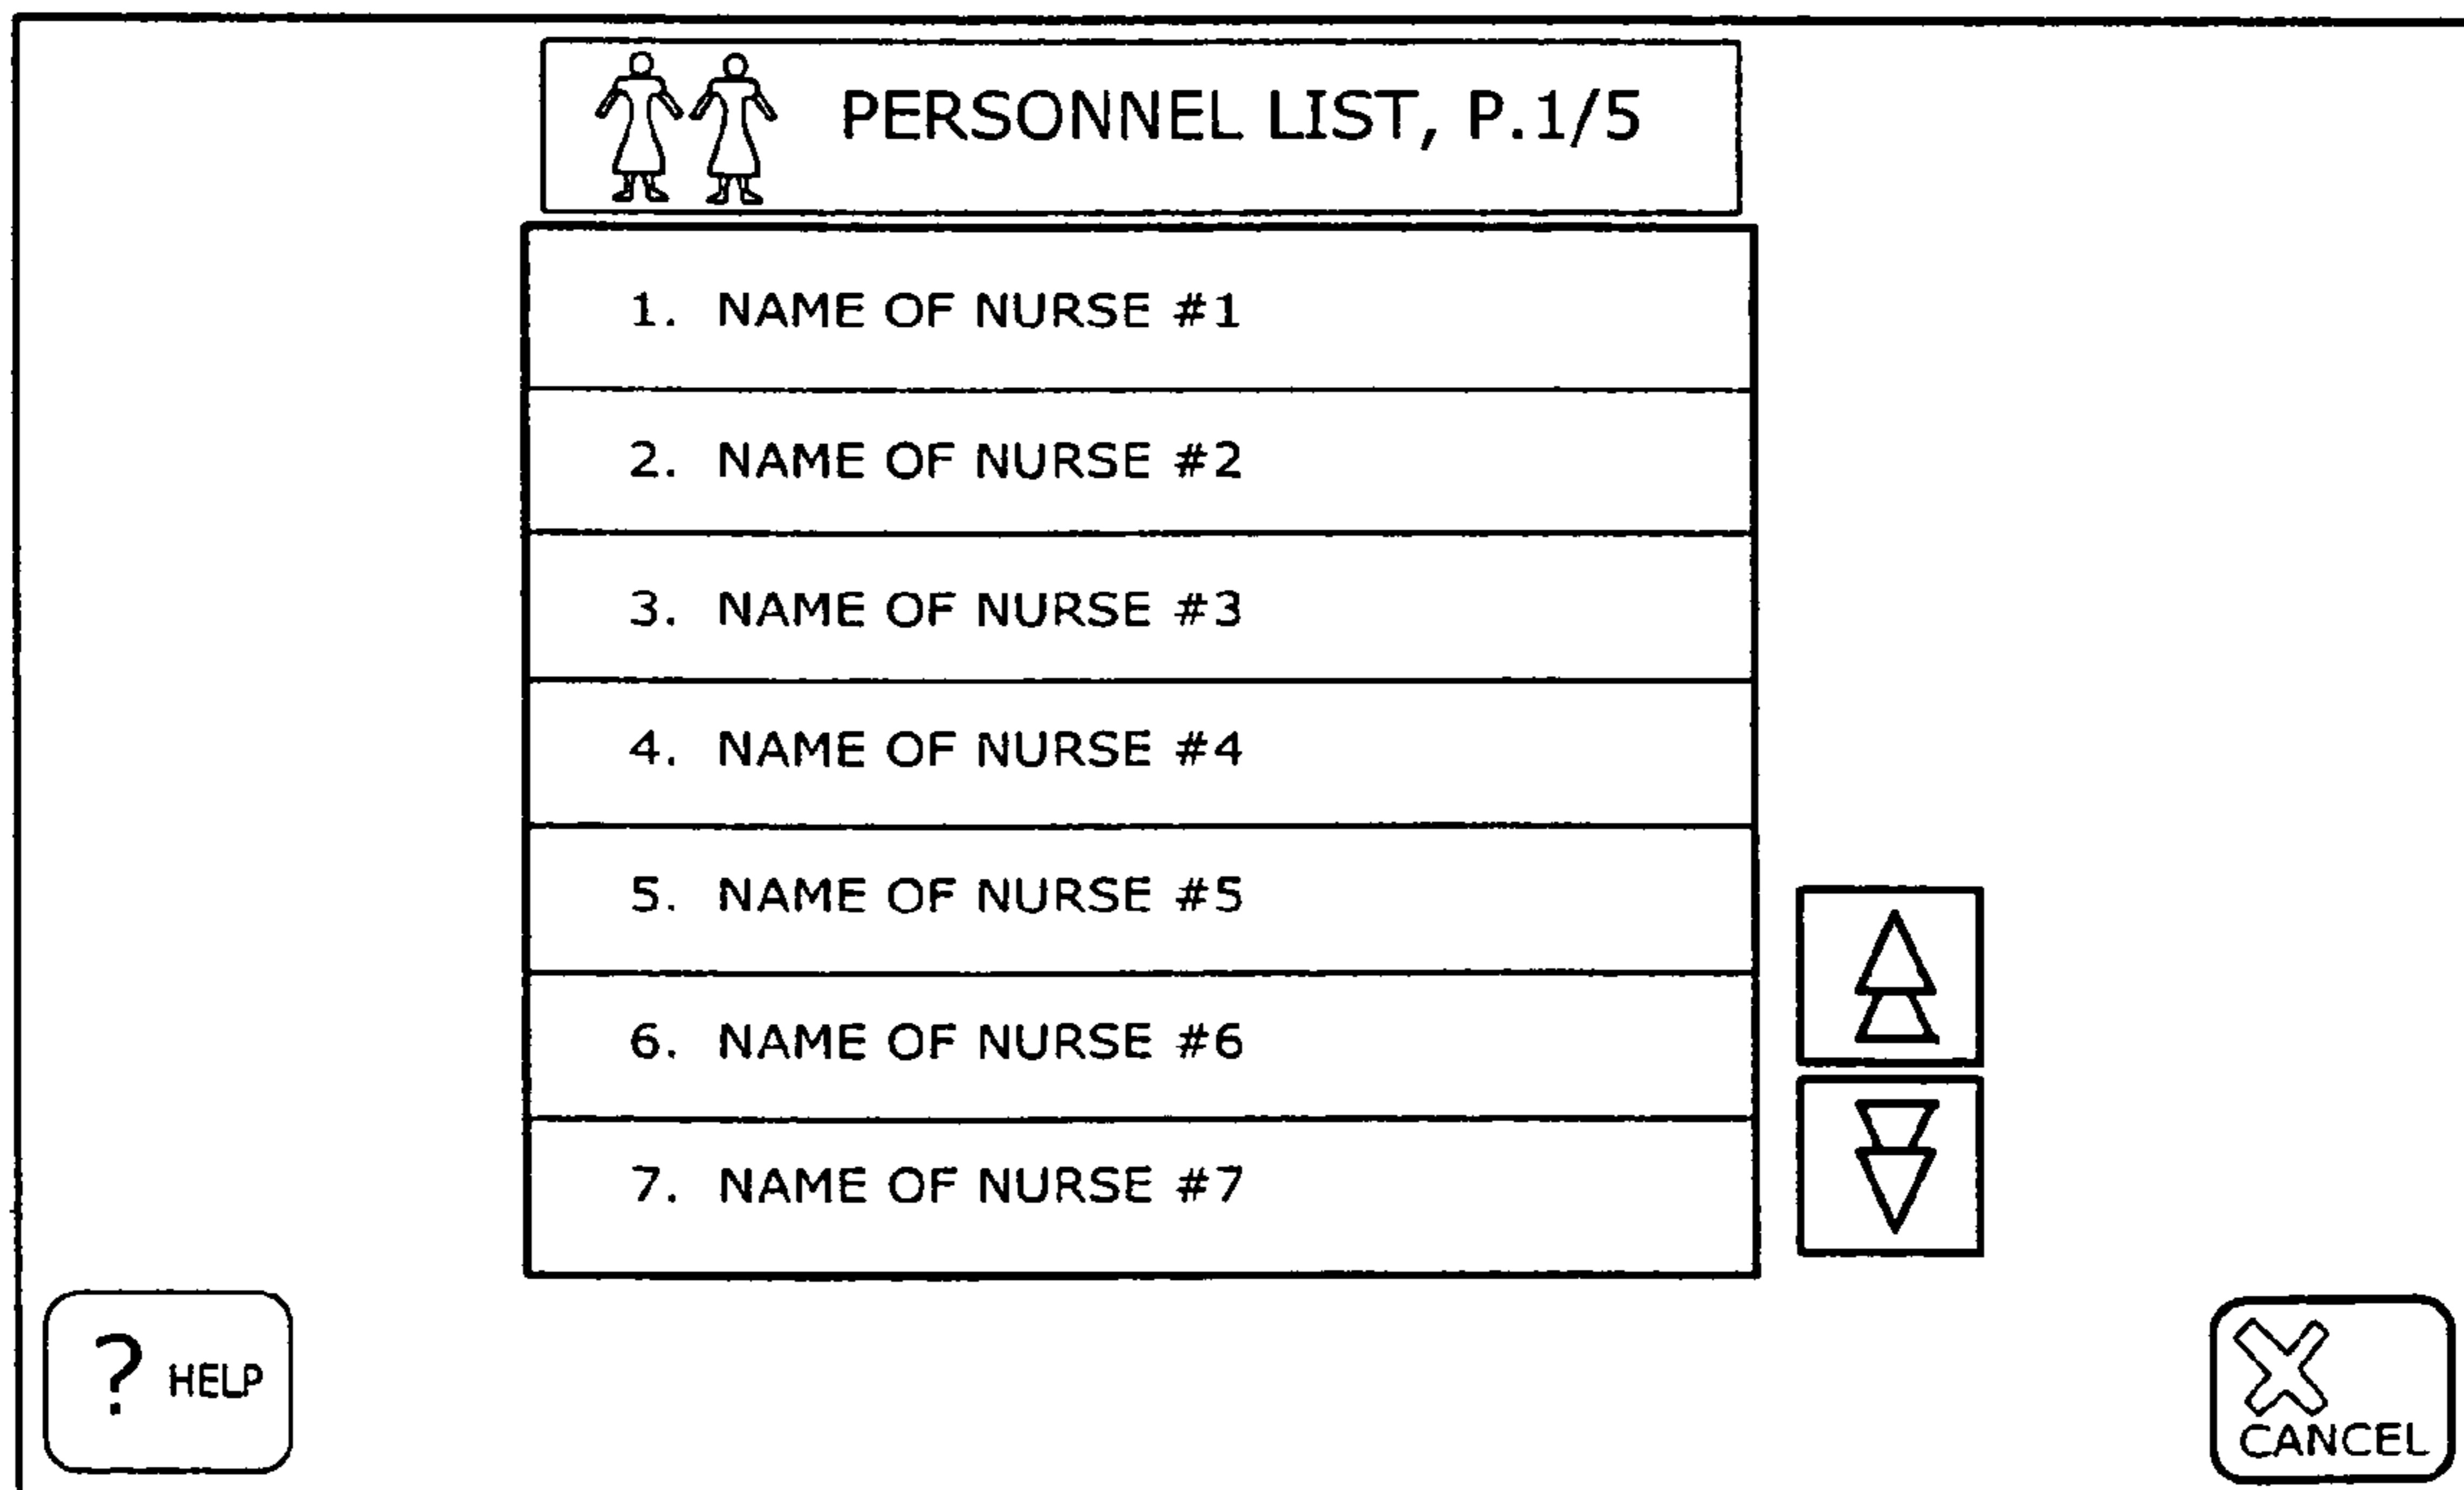 PERSONNEL LIST, P.1/5
1. NAME OF NURSE #1
2. NAME OF NURSE #2
3. NAME OF NURSE #3
4. NAME OF NURSE #4
5. NAME OF NURSE #5
6. NAME OF NURSE #6
7. NAME OF NURSE #7
? HELP
CANCEL